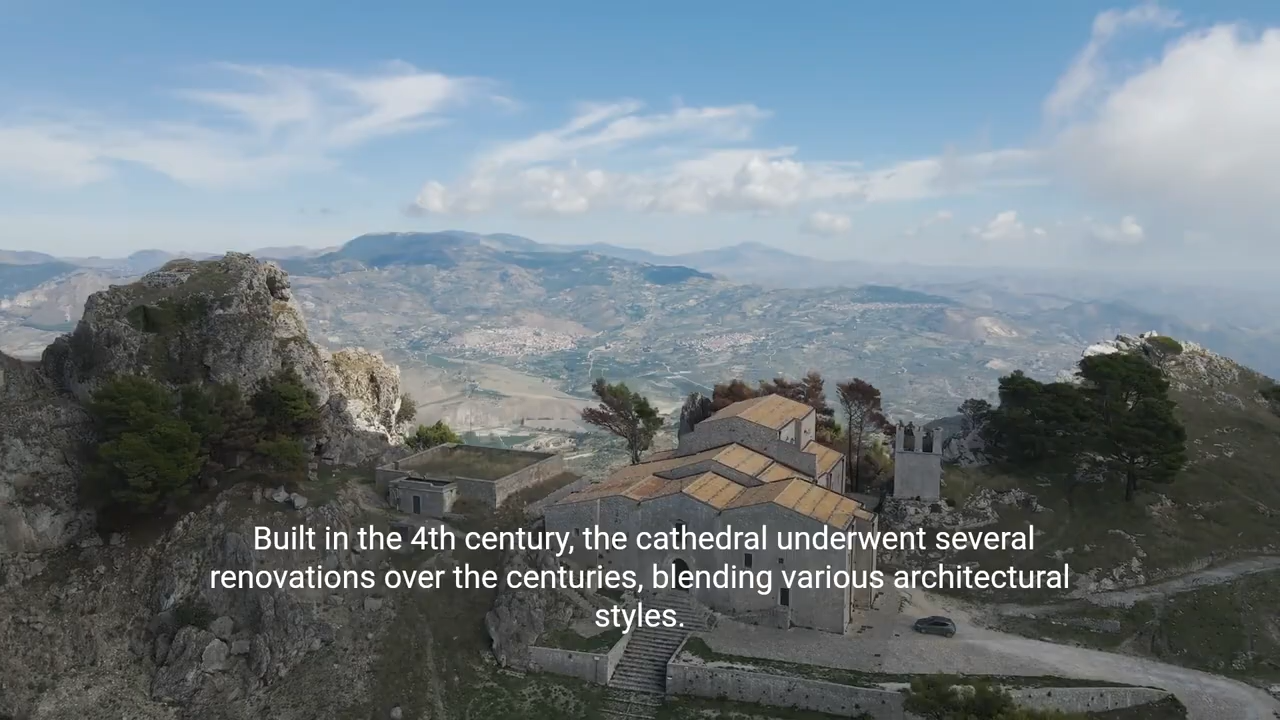 Built in the 4th century, the cathedral underwent several
renovations over the centuries, blending various architectural
styles.